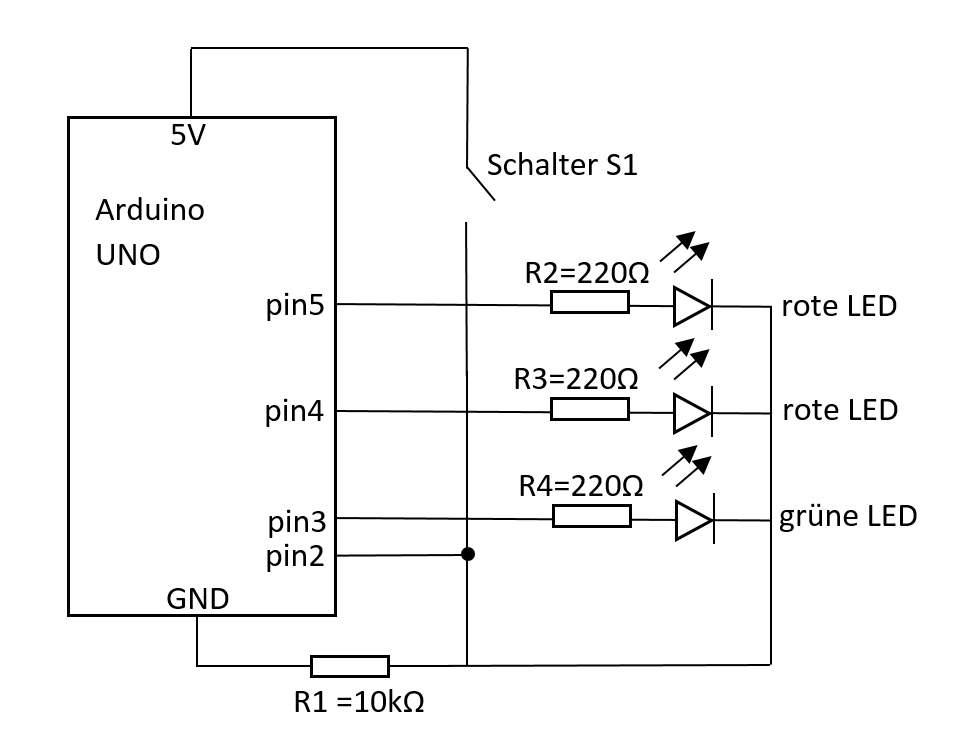 5V
Schalter S1
Arduino
UNO
R2=220Ω
pin5
rote LED
R3=220Ω
pin4
rote LED
R4=220Ω
pin3
grüne LED
pin2
GND
R1 =10kΩ